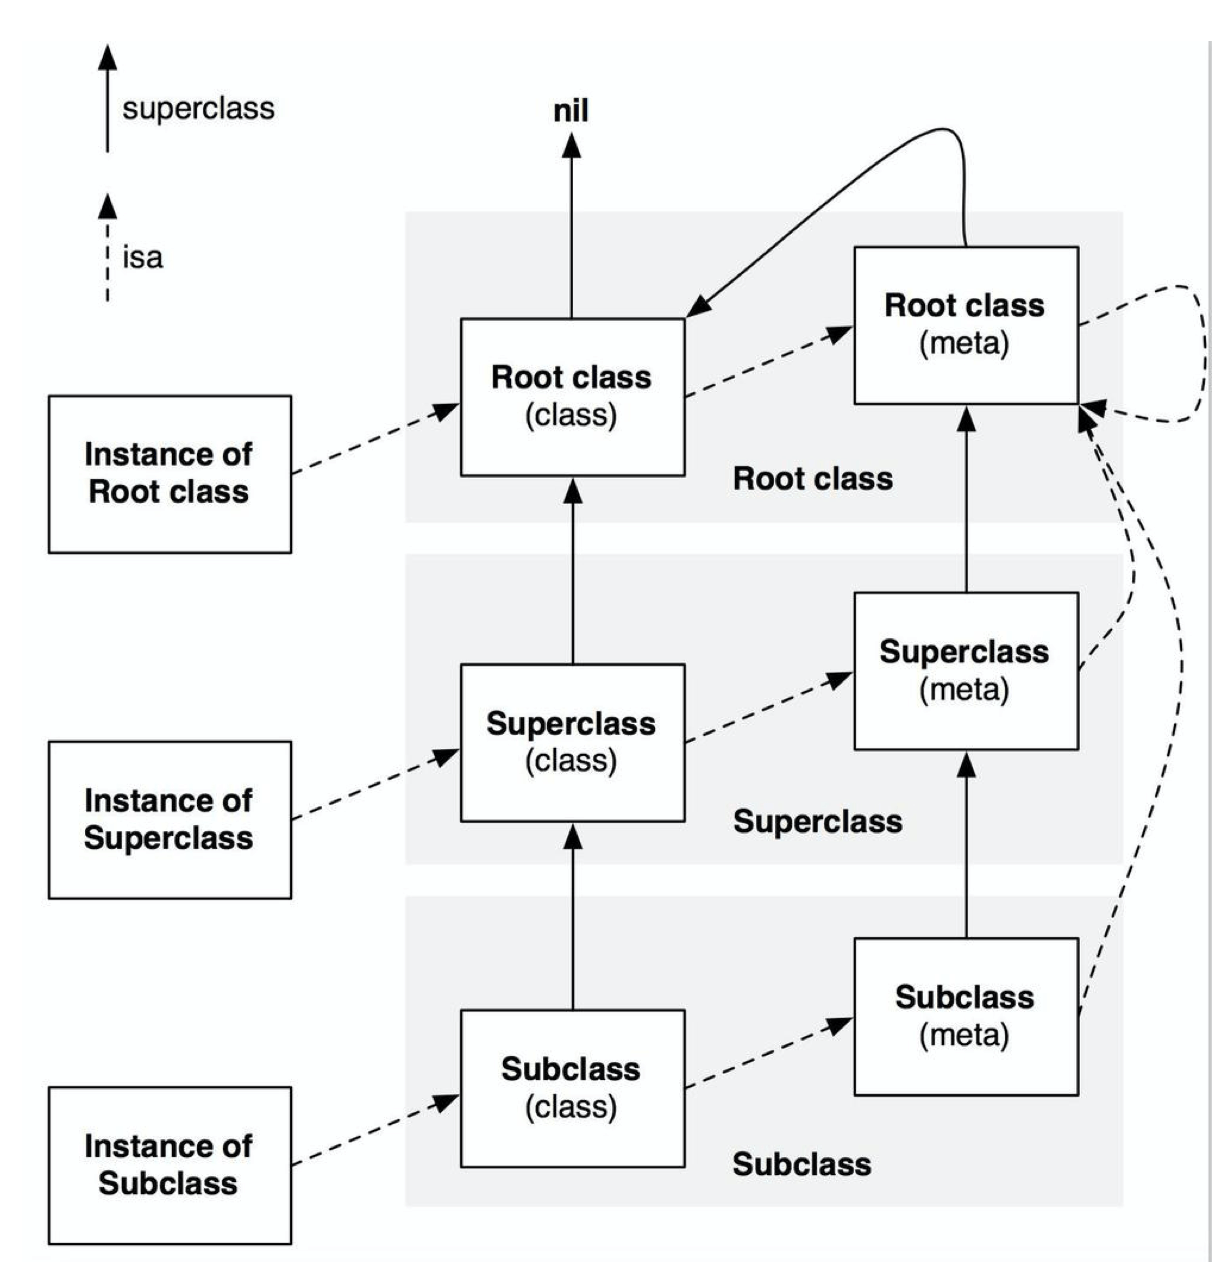 superclass
nil
isa
Root class
(meta)
Root class
(class)
Instance of
Root class
Root class
Superclass
(meta)
Superclass
(class)
Instance of
Superclass
Superclass
Subclass
(meta)
Subclass
(class)
Instance of
Subclass
Subclass